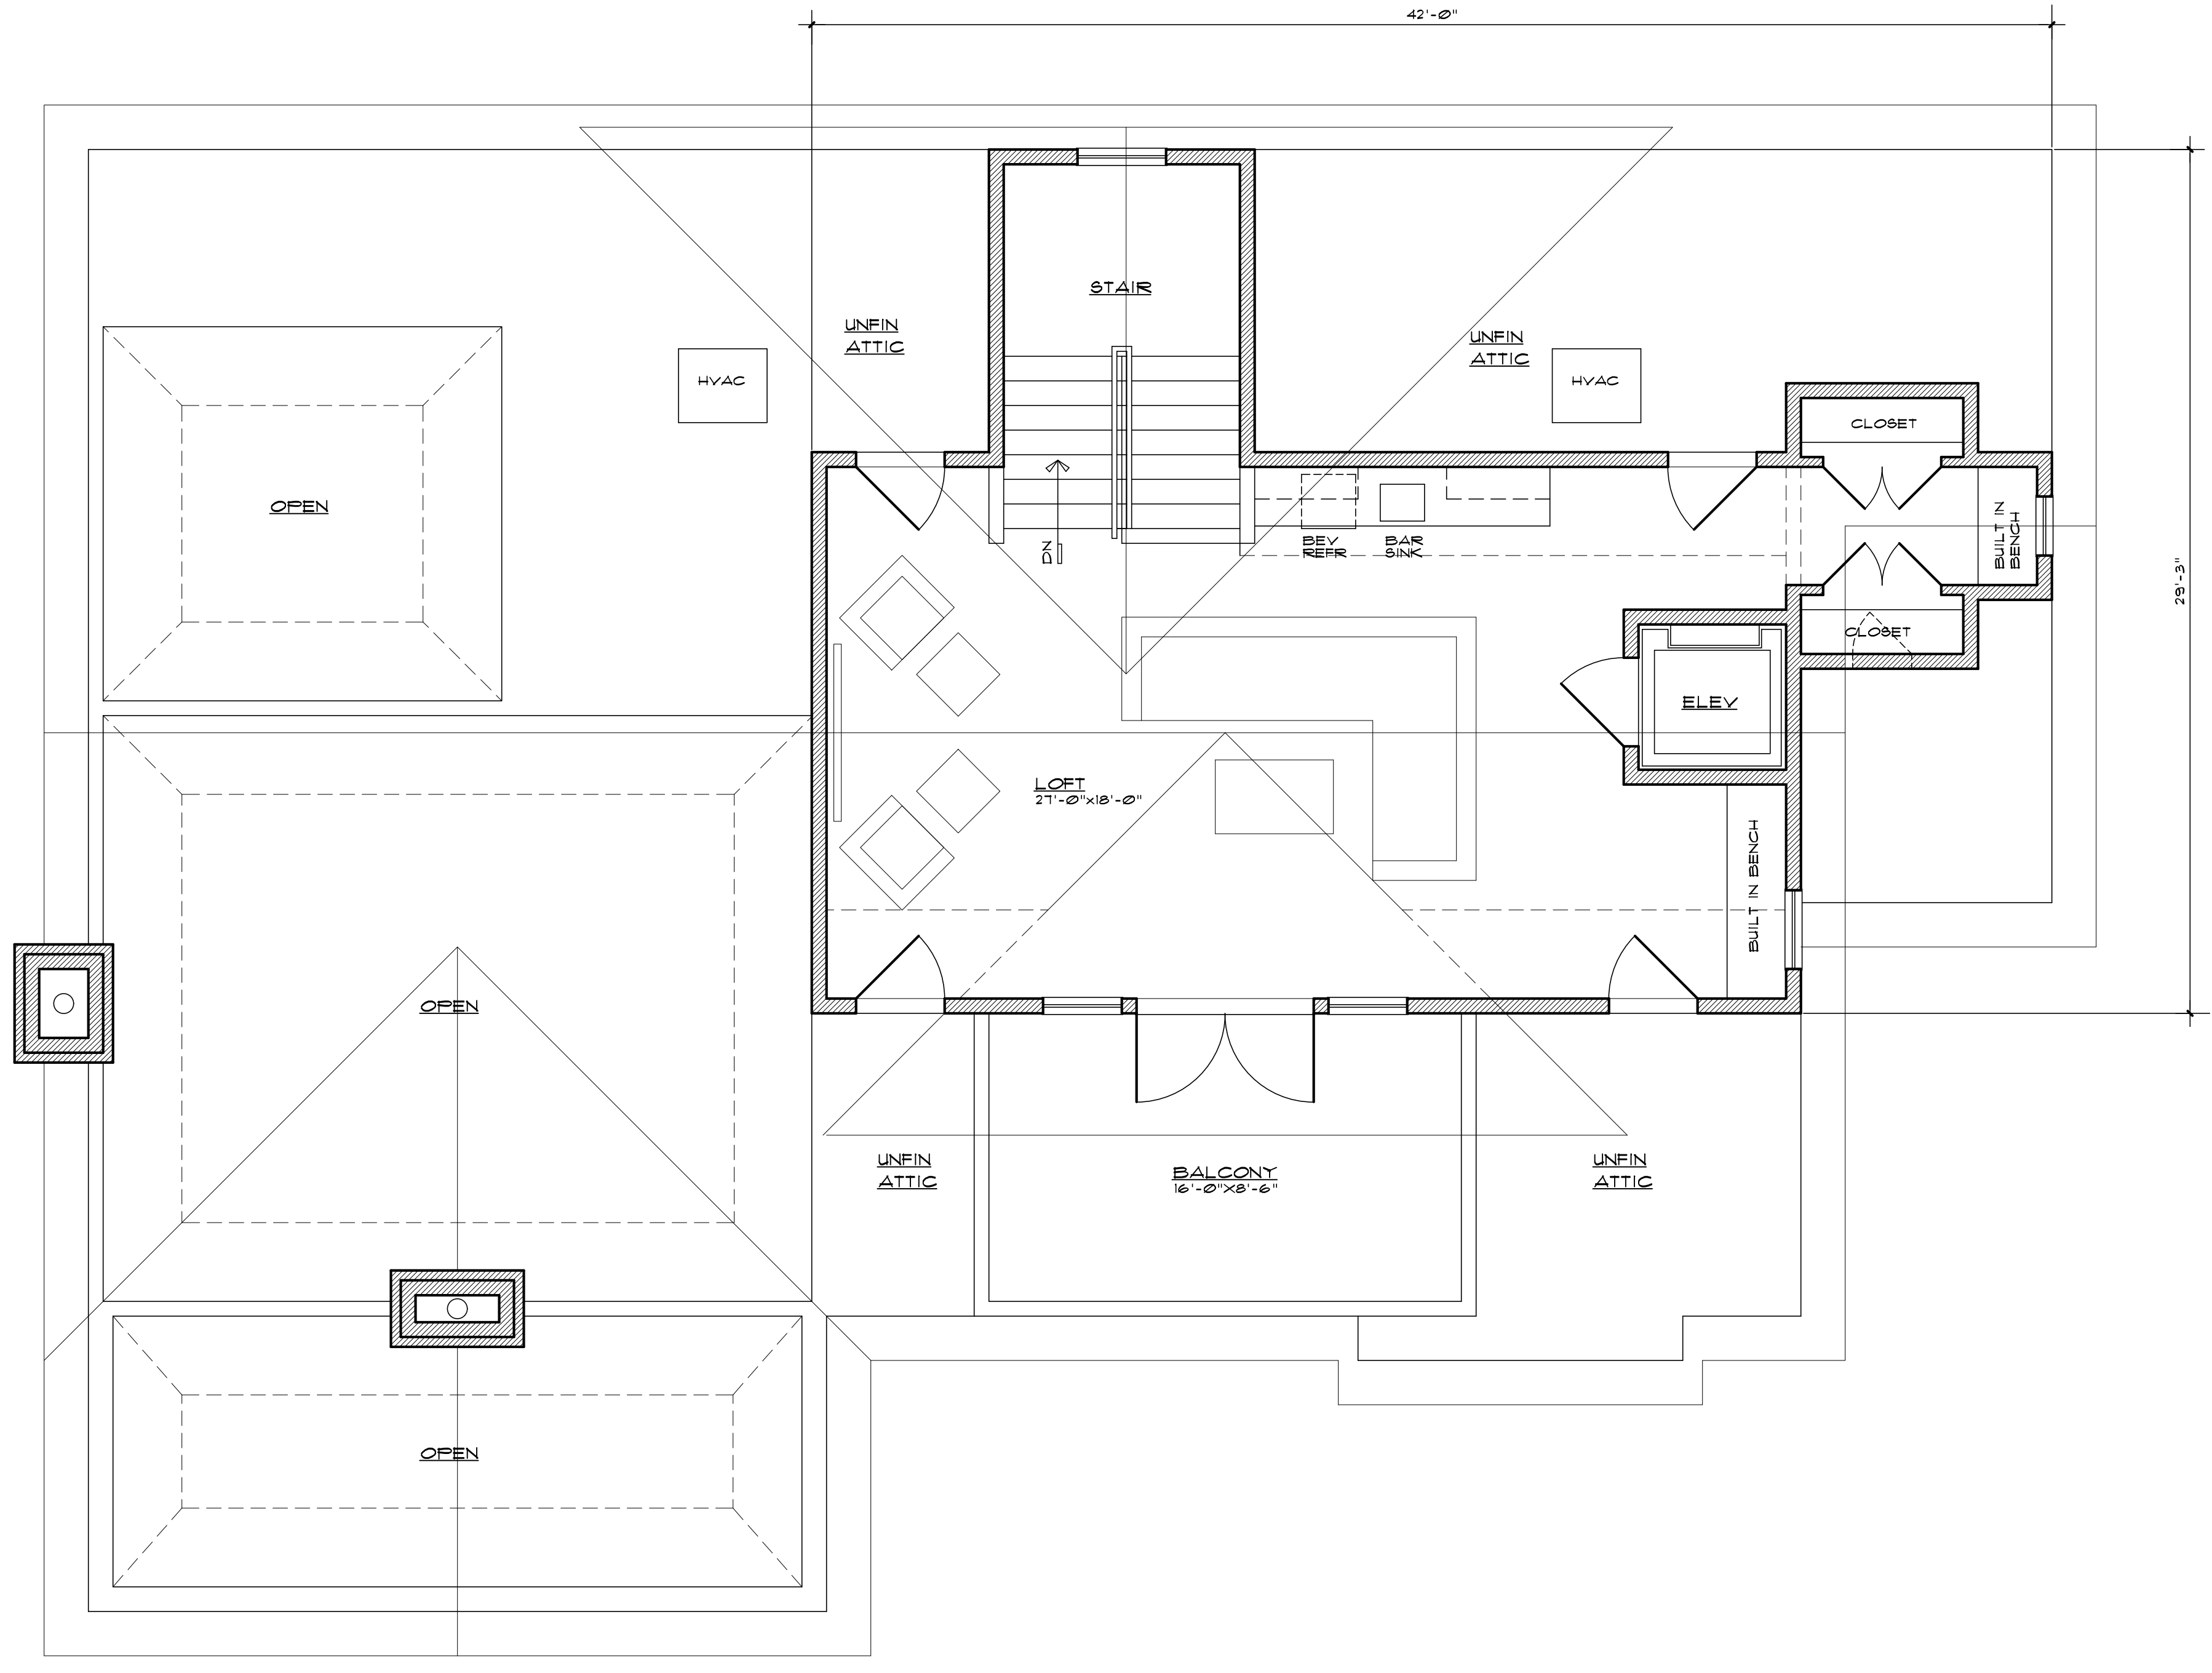 42'-0"
STAIR
UNFIN
ATTIC
UNFIN
ATTIC
HVAC
HVAC
CLOSET
OPEN
BUILT IN
BENCH
DN
BEV
REFR
BAR
SINK
29'-3"
CLOSET
ELEV
LOFT
27'-0"x18'-0"
BUILT IN BENCH
OPEN
UNFIN
ATTIC
BALCONY
16'-0"X8'-6"
UNFIN
ATTIC
OPEN